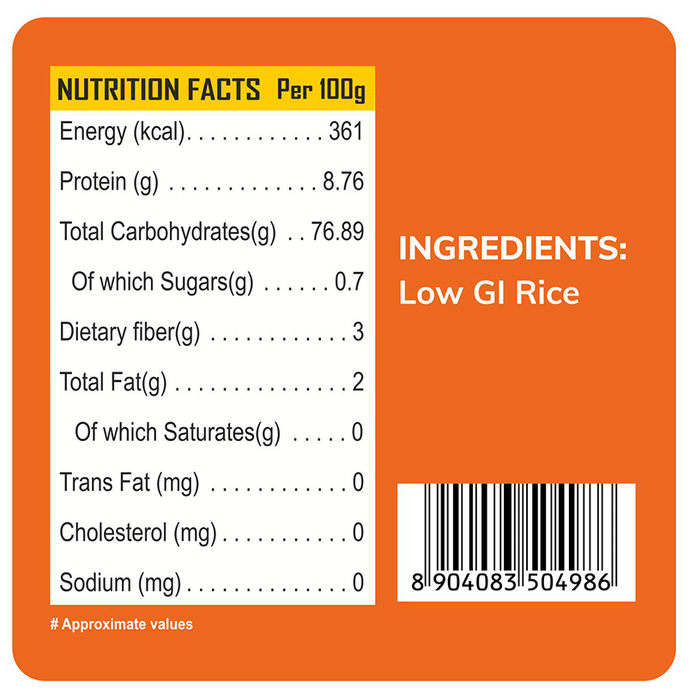 NUTRITION FACTS Per 100g
Energy (kcal). . . . . . . . . . . . 361
Protein (g) . . . . . . . . . . . . . 8.76
Total Carbohydrates(g) . . 76.89
Of which Sugars(g) . . . . . . 0.7
Dietary fiber(g) . . . . . . . . . . . . 3
Total Fat(g) . . . . . . . . . . . . . . . 2
Of which Saturates(g) . . . . . 0
Trans Fat (mg) . . . . . . . . . . . . 0
Cholesterol (mg) . . . . . . . . . . . 0
Sodium (mg) . . . . . . . . . . . . . . 0
# Approximate values
INGREDIENTS:
Low GI Rice
8 904083 504986